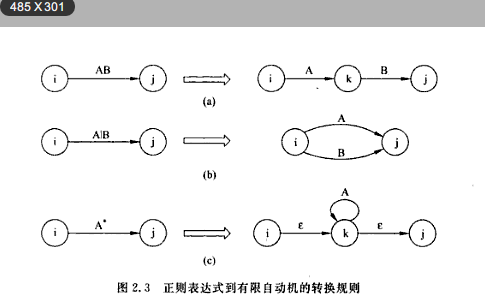 485 X 301
i AB j i A k B j
(a)
i A|B j i A B j
(b)
i A* j i ε k A ε j
(c)
图 2.3 正则表达式到有限自动机的转换规则